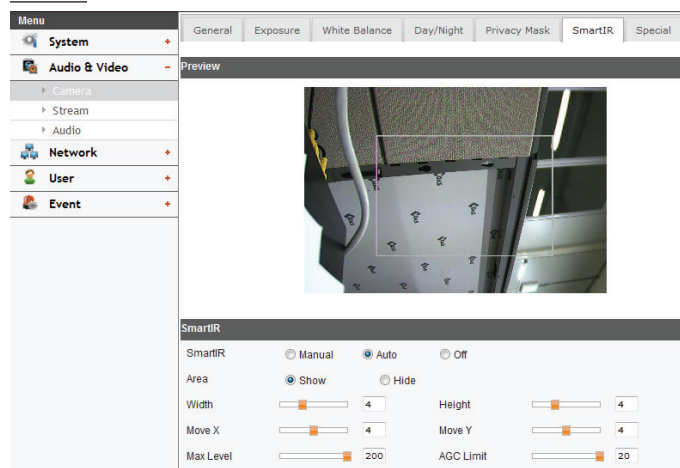 Menu
System +
Audio & Video -
Camera
Stream
Audio
Network +
User +
Event +
General Exposure White Balance Day/Night Privacy Mask SmartIR Special
Preview
SmartIR
SmartIR Manual Auto Off
Area Show Hide
Width 4 Height 4
Move X 4 Move Y 4
Max Level 200 AGC Limit 20